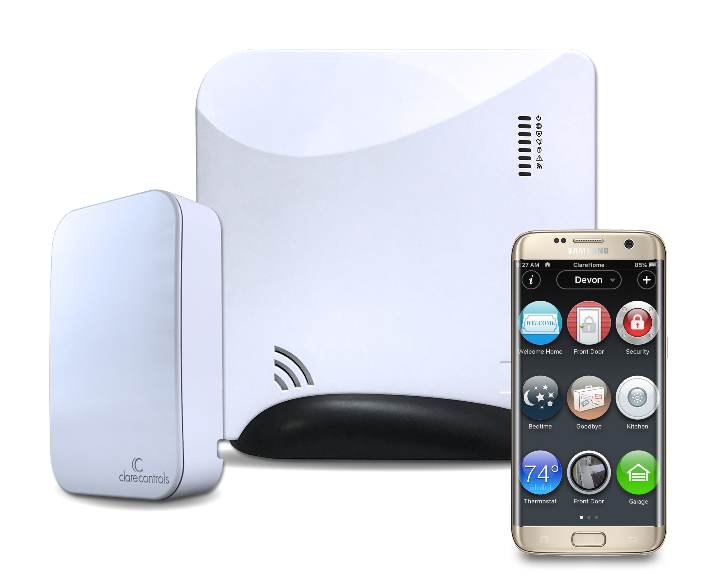 clarecontrols
SAMSUNG
27 AM ClareHome 85%
i Devon +
WELCOME
Welcome Home Front Door Security
Bedtime Goodbye Kitchen
74°
Thermostat Front Door Garage